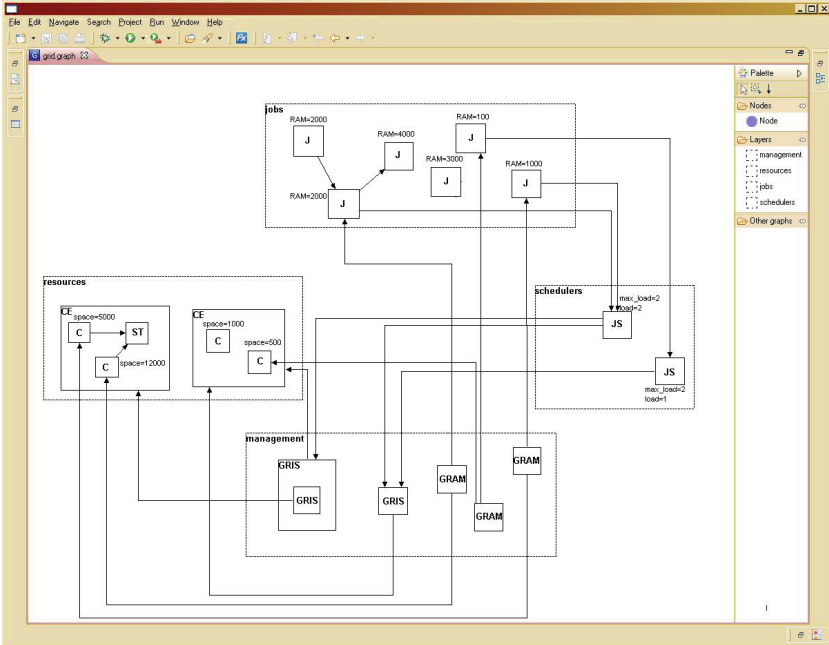 File Edit Navigate Search Project Run Window Help
grid.graph
Palette
Nodes
Node
Layers
management
resources
jobs
schedulers
Other graphs
jobs
RAM=2000
J
RAM=4000
J
RAM=100
J
RAM=3000
J
RAM=1000
J
RAM=2000
J
resources
CE
space=5000
C
ST
C
space=12000
CE
space=1000
C
space=500
C
schedulers
max_load=2
load=2
JS
JS
max_load=2
load=1
management
GRIS
GRIS
GRIS
GRAM
GRAM
GRAM